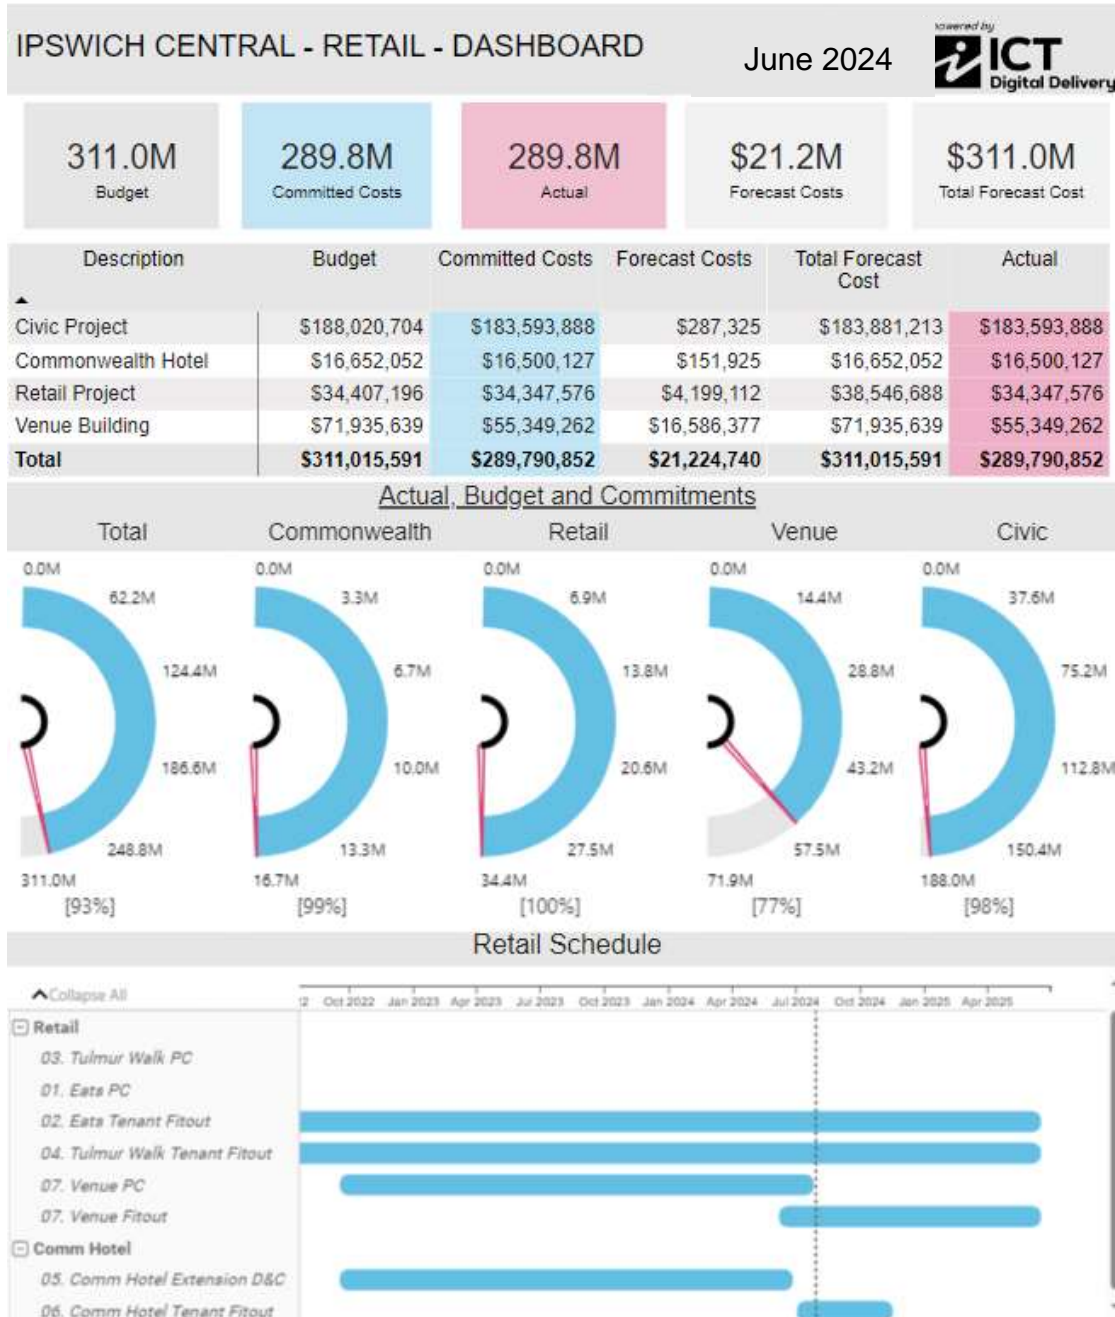 IPSWICH CENTRAL - RETAIL - DASHBOARD
June 2024
powered by
ICT
Digital Delivery
311.0M
Budget
289.8M
Committed Costs
289.8M
Actual
$21.2M
Forecast Costs
$311.0M
Total Forecast Cost
Description Budget Committed Costs Forecast Costs Total Forecast Cost Actual
Civic Project $188,020,704 $183,593,888 $287,325 $183,881,213 $183,593,888
Commonwealth Hotel $16,652,052 $16,500,127 $151,925 $16,652,052 $16,500,127
Retail Project $34,407,196 $34,347,576 $4,199,112 $38,546,688 $34,347,576
Venue Building $71,935,639 $55,349,262 $16,586,377 $71,935,639 $55,349,262
Total $311,015,591 $289,790,852 $21,224,740 $311,015,591 $289,790,852
Actual, Budget and Commitments
Total Commonwealth Retail Venue Civic
0.0M 0.0M 0.0M 0.0M 0.0M
62.2M 3.3M 6.9M 14.4M 37.6M
124.4M 6.7M 13.8M 28.8M 75.2M
186.6M 10.0M 20.6M 43.2M 112.8M
248.8M 13.3M 27.5M 57.5M 150.4M
311.0M 16.7M 34.4M 71.9M 188.0M
[93%] [99%] [100%] [77%] [98%]
Retail Schedule
Collapse All
Oct 2022 Jan 2023 Apr 2023 Jul 2023 Oct 2023 Jan 2024 Apr 2024 Jul 2024 Oct 2024 Jan 2025 Apr 2025
Retail
03. Tulmur Walk PC
01. Eats PC
02. Eats Tenant Fitout
04. Tulmur Walk Tenant Fitout
07. Venue PC
07. Venue Fitout
Comm Hotel
05. Comm Hotel Extension D&C
06. Comm Hotel Tenant Fitout